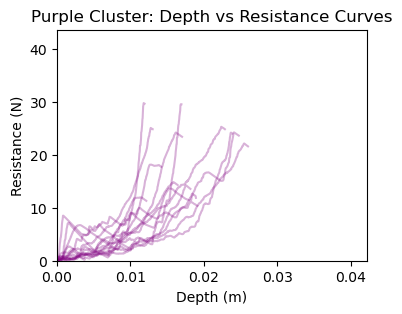 Purple Cluster: Depth vs Resistance Curves
Resistance (N)
40
30
20
10
0
0.00 0.01 0.02 0.03 0.04
Depth (m)